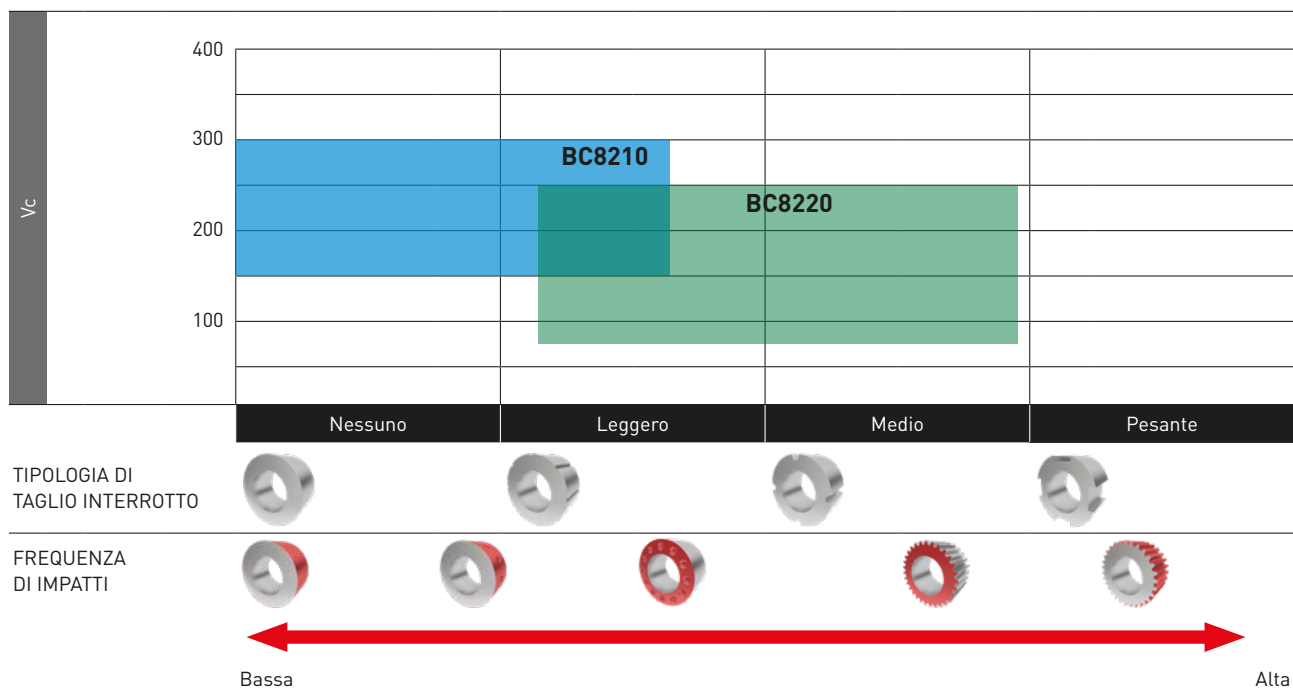 Vc
400
300
200
100
BC8210
BC8220
Nessuno Leggero Medio Pesante
TIPOLOGIA DI
TAGLIO INTERROTTO
FREQUENZA
DI IMPATTI
Bassa Alta